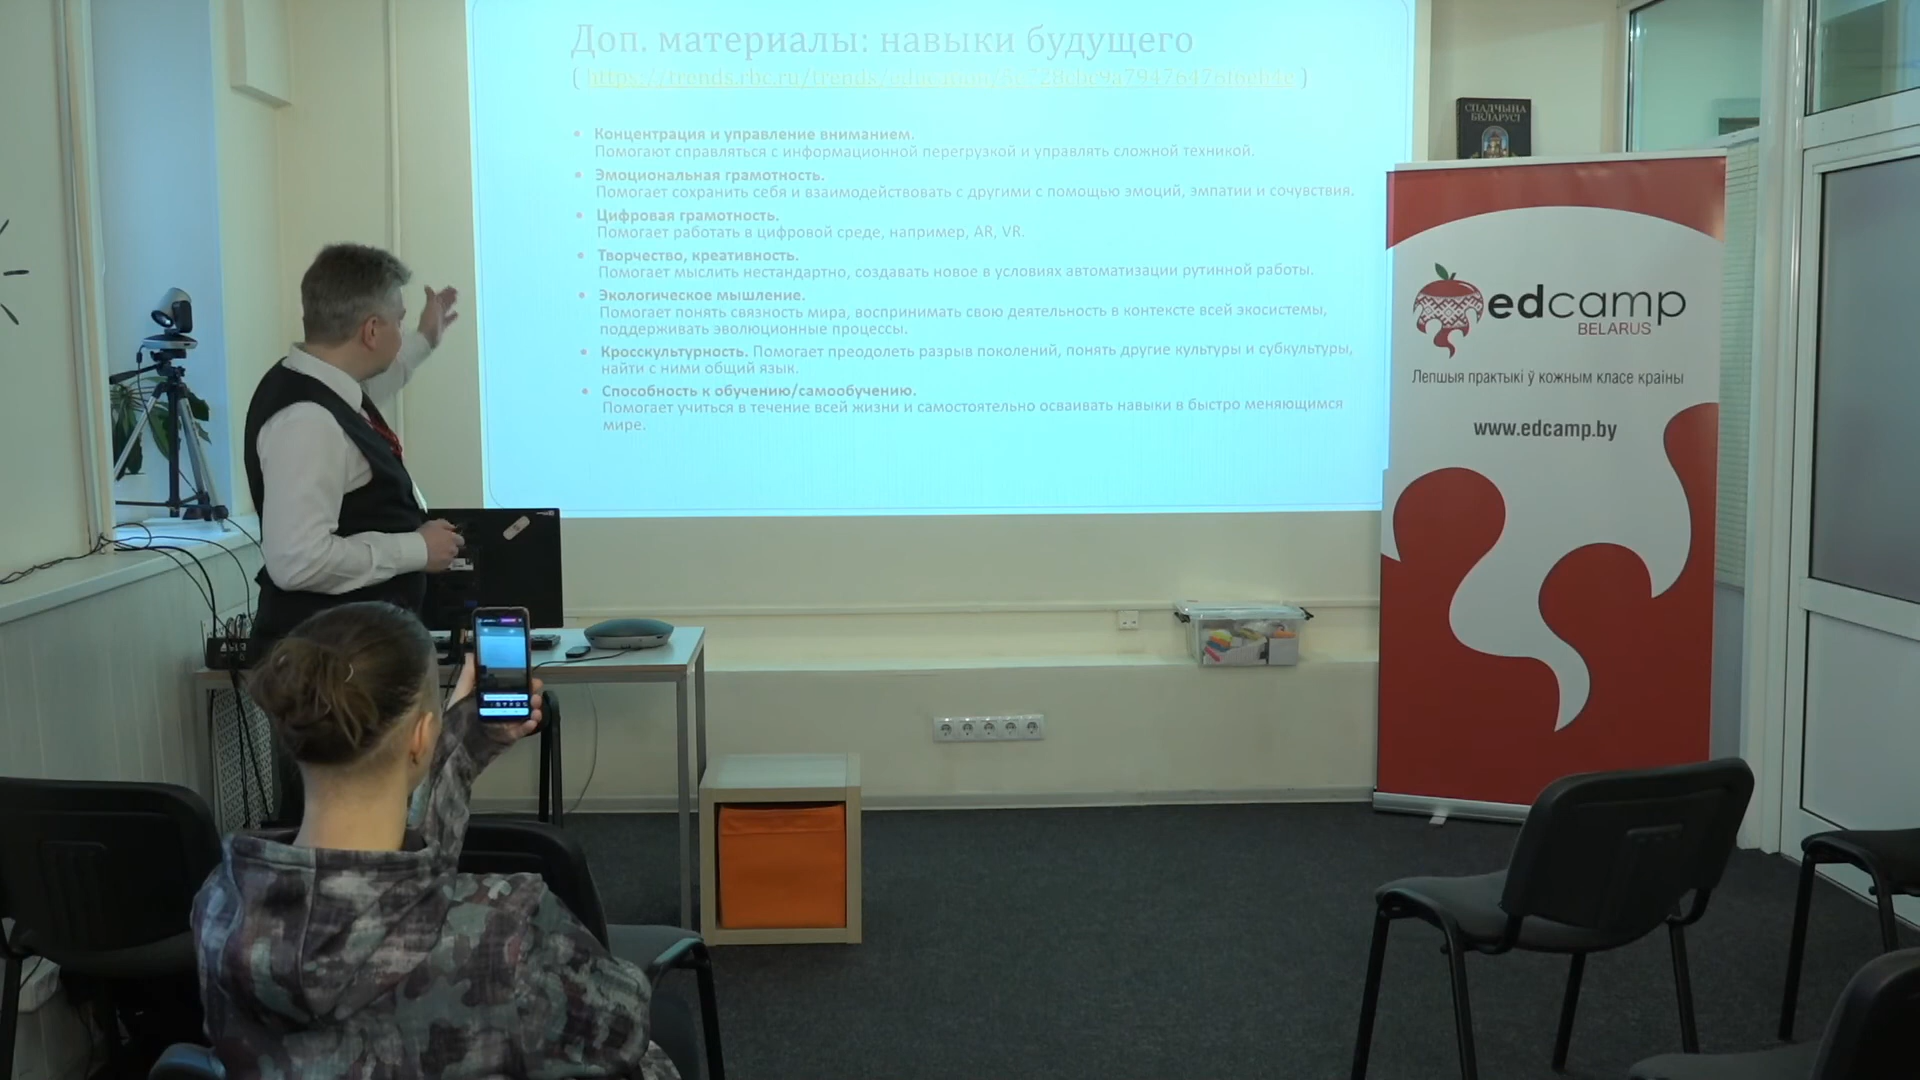 Доп. материалы: навыки будущего
• Концентрация и управление вниманием.
Помогают справляться с информационной перегрузкой и управлять сложной техникой.
• Эмоциональная грамотность.
Помогает сохранить себя и взаимодействовать с другими с помощью эмоций, эмпатии и сочувствия.
• Цифровая грамотность.
Помогает работать в цифровой среде, например, AR, VR.
• Творчество, креативность.
Помогает мыслить нестандартно, создавать новое в условиях автоматизации рутинной работы.
• Экологическое мышление.
Помогает понять связность мира, воспринимать свою деятельность в контексте всей экосистемы,
поддерживать эволюционные процессы.
• Кросскультурность. Помогает преодолеть разрыв поколений, понять другие культуры и субкультуры,
найти с ними общий язык.
• Способность к обучению/самообучению.
Помогает учиться в течение всей жизни и самостоятельно осваивать навыки в быстро меняющимся
мире.
СПАДЧЫНА
БЕЛАРУСІ
edcamp
BELARUS
Лепшыя практыкі ў кожным класе краіны
www.edcamp.by